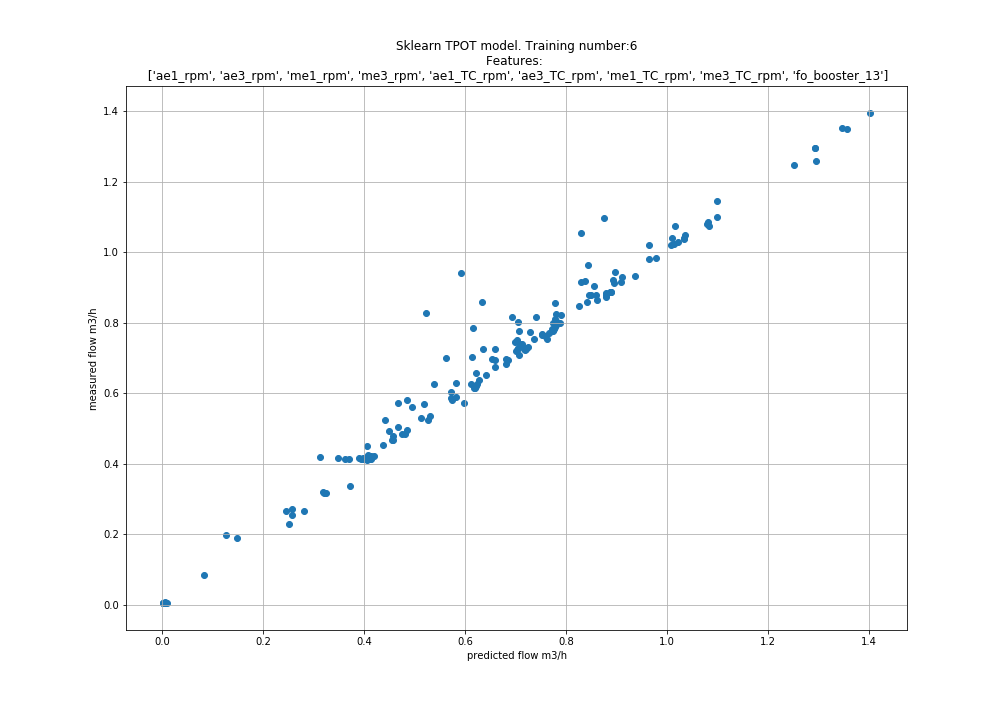 Sklearn TPOT model. Training number:6
Features:
['ae1_rpm', 'ae3_rpm', 'me1_rpm', 'me3_rpm', 'ae1_TC_rpm', 'ae3_TC_rpm', 'me1_TC_rpm', 'me3_TC_rpm', 'fo_booster_13']
measured flow m3/h
1.4
1.2
1.0
0.8
0.6
0.4
0.2
0.0
0.0 0.2 0.4 0.6 0.8 1.0 1.2 1.4
predicted flow m3/h